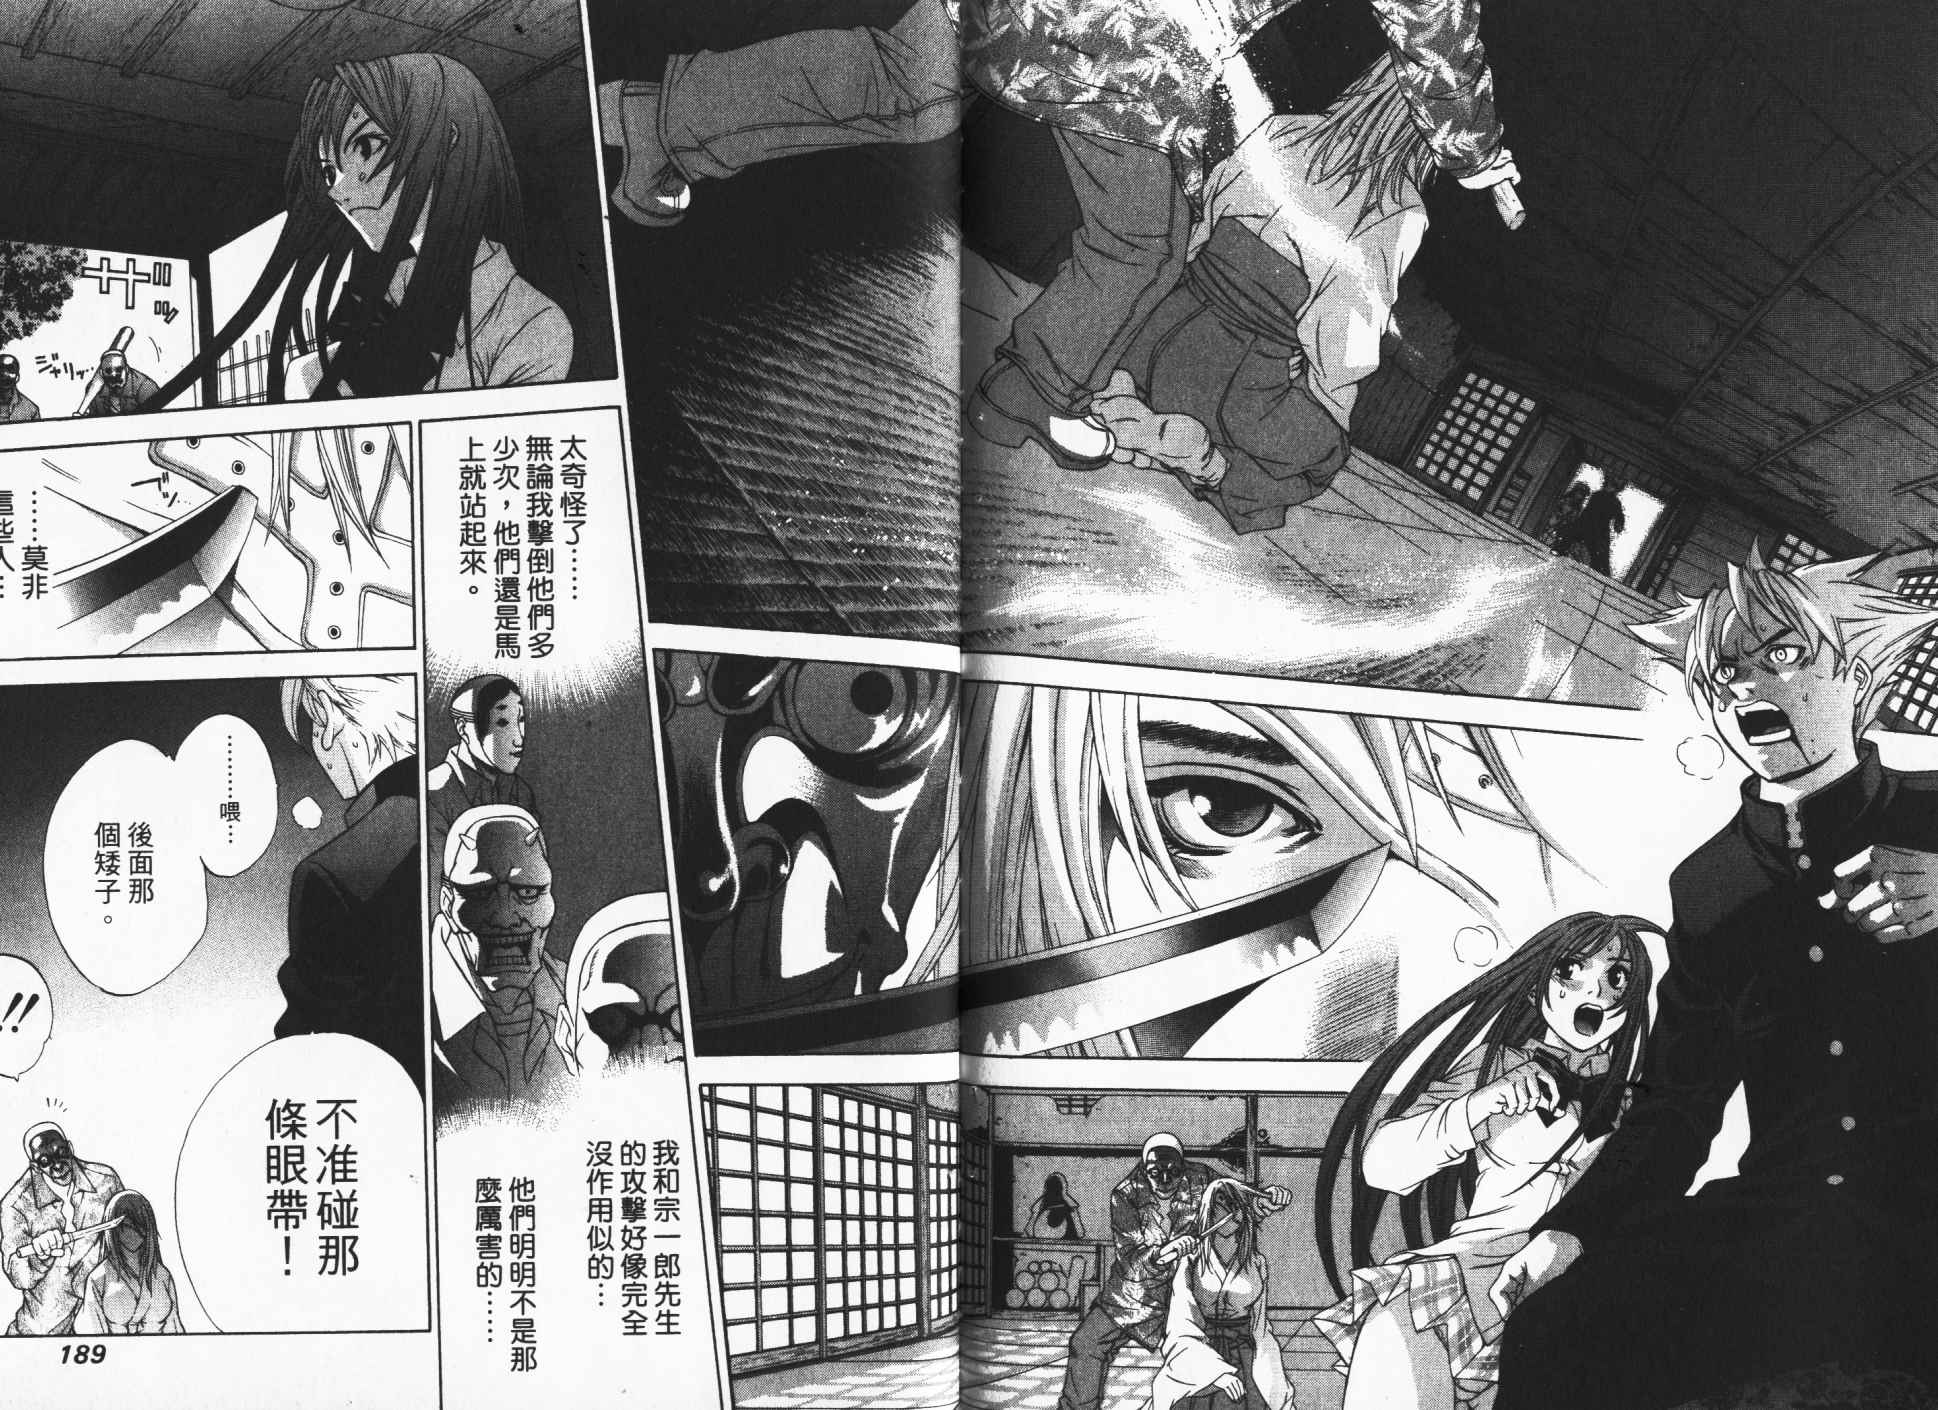 太奇怪了……
無論我擊倒他們多
少次，他們還是馬
上就站起來。
我和宗一郎先生
的攻擊好像完全
沒作用似的…
他們明明不是那
麼厲害的……
……莫非
這些人…
………喂…
後面那
個矮子。
不准碰那
條眼帶！
!!
ジャリッ…
189